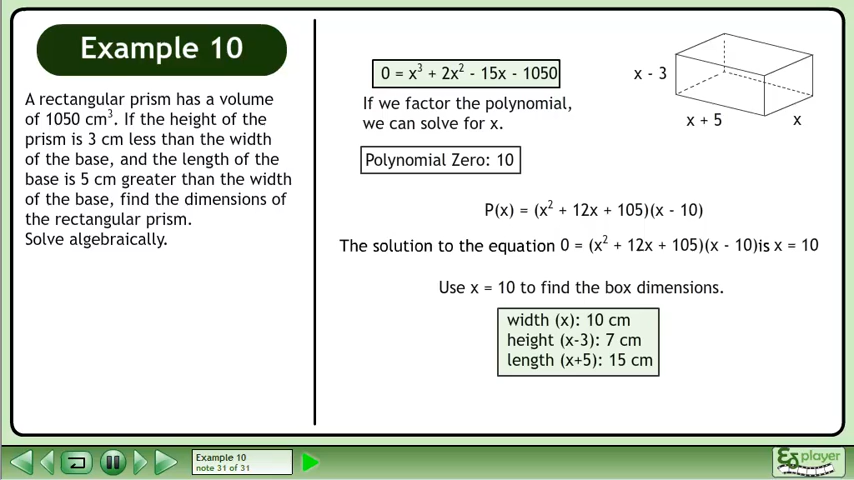 Example 10
A rectangular prism has a volume
of 1050 cm³. If the height of the
prism is 3 cm less than the width
of the base, and the length of the
base is 5 cm greater than the width
of the base, find the dimensions of
the rectangular prism.
Solve algebraically.
0 = x³ + 2x² - 15x - 1050
If we factor the polynomial,
we can solve for x.
Polynomial Zero: 10
x - 3
x + 5
x
P(x) = (x² + 12x + 105)(x - 10)
The solution to the equation 0 = (x² + 12x + 105)(x - 10)is x = 10
Use x = 10 to find the box dimensions.
width (x): 10 cm
height (x-3): 7 cm
length (x+5): 15 cm
Example 10
note 31 of 31
player